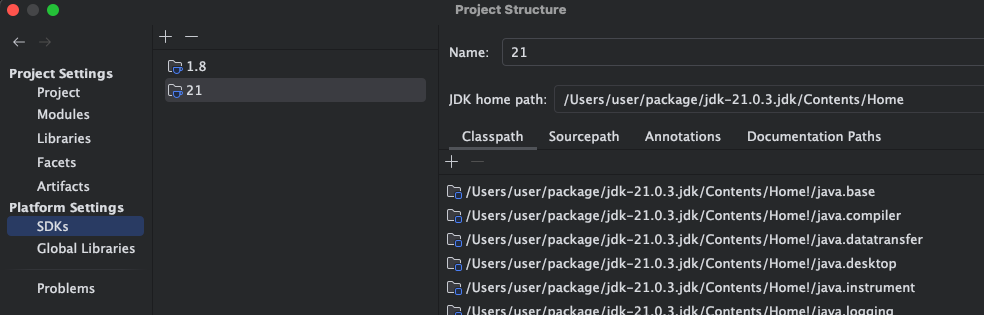 Project Structure
Project Settings
Project
Modules
Libraries
Facets
Artifacts
Platform Settings
SDKs
Global Libraries
Problems
1.8
21
Name: 21
JDK home path: /Users/user/package/jdk-21.0.3.jdk/Contents/Home
Classpath Sourcepath Annotations Documentation Paths
/Users/user/package/jdk-21.0.3.jdk/Contents/Home!/java.base
/Users/user/package/jdk-21.0.3.jdk/Contents/Home!/java.compiler
/Users/user/package/jdk-21.0.3.jdk/Contents/Home!/java.datatransfer
/Users/user/package/jdk-21.0.3.jdk/Contents/Home!/java.desktop
/Users/user/package/jdk-21.0.3.jdk/Contents/Home!/java.instrument
/Users/user/package/jdk-21.0.3.jdk/Contents/Home!/java.logging